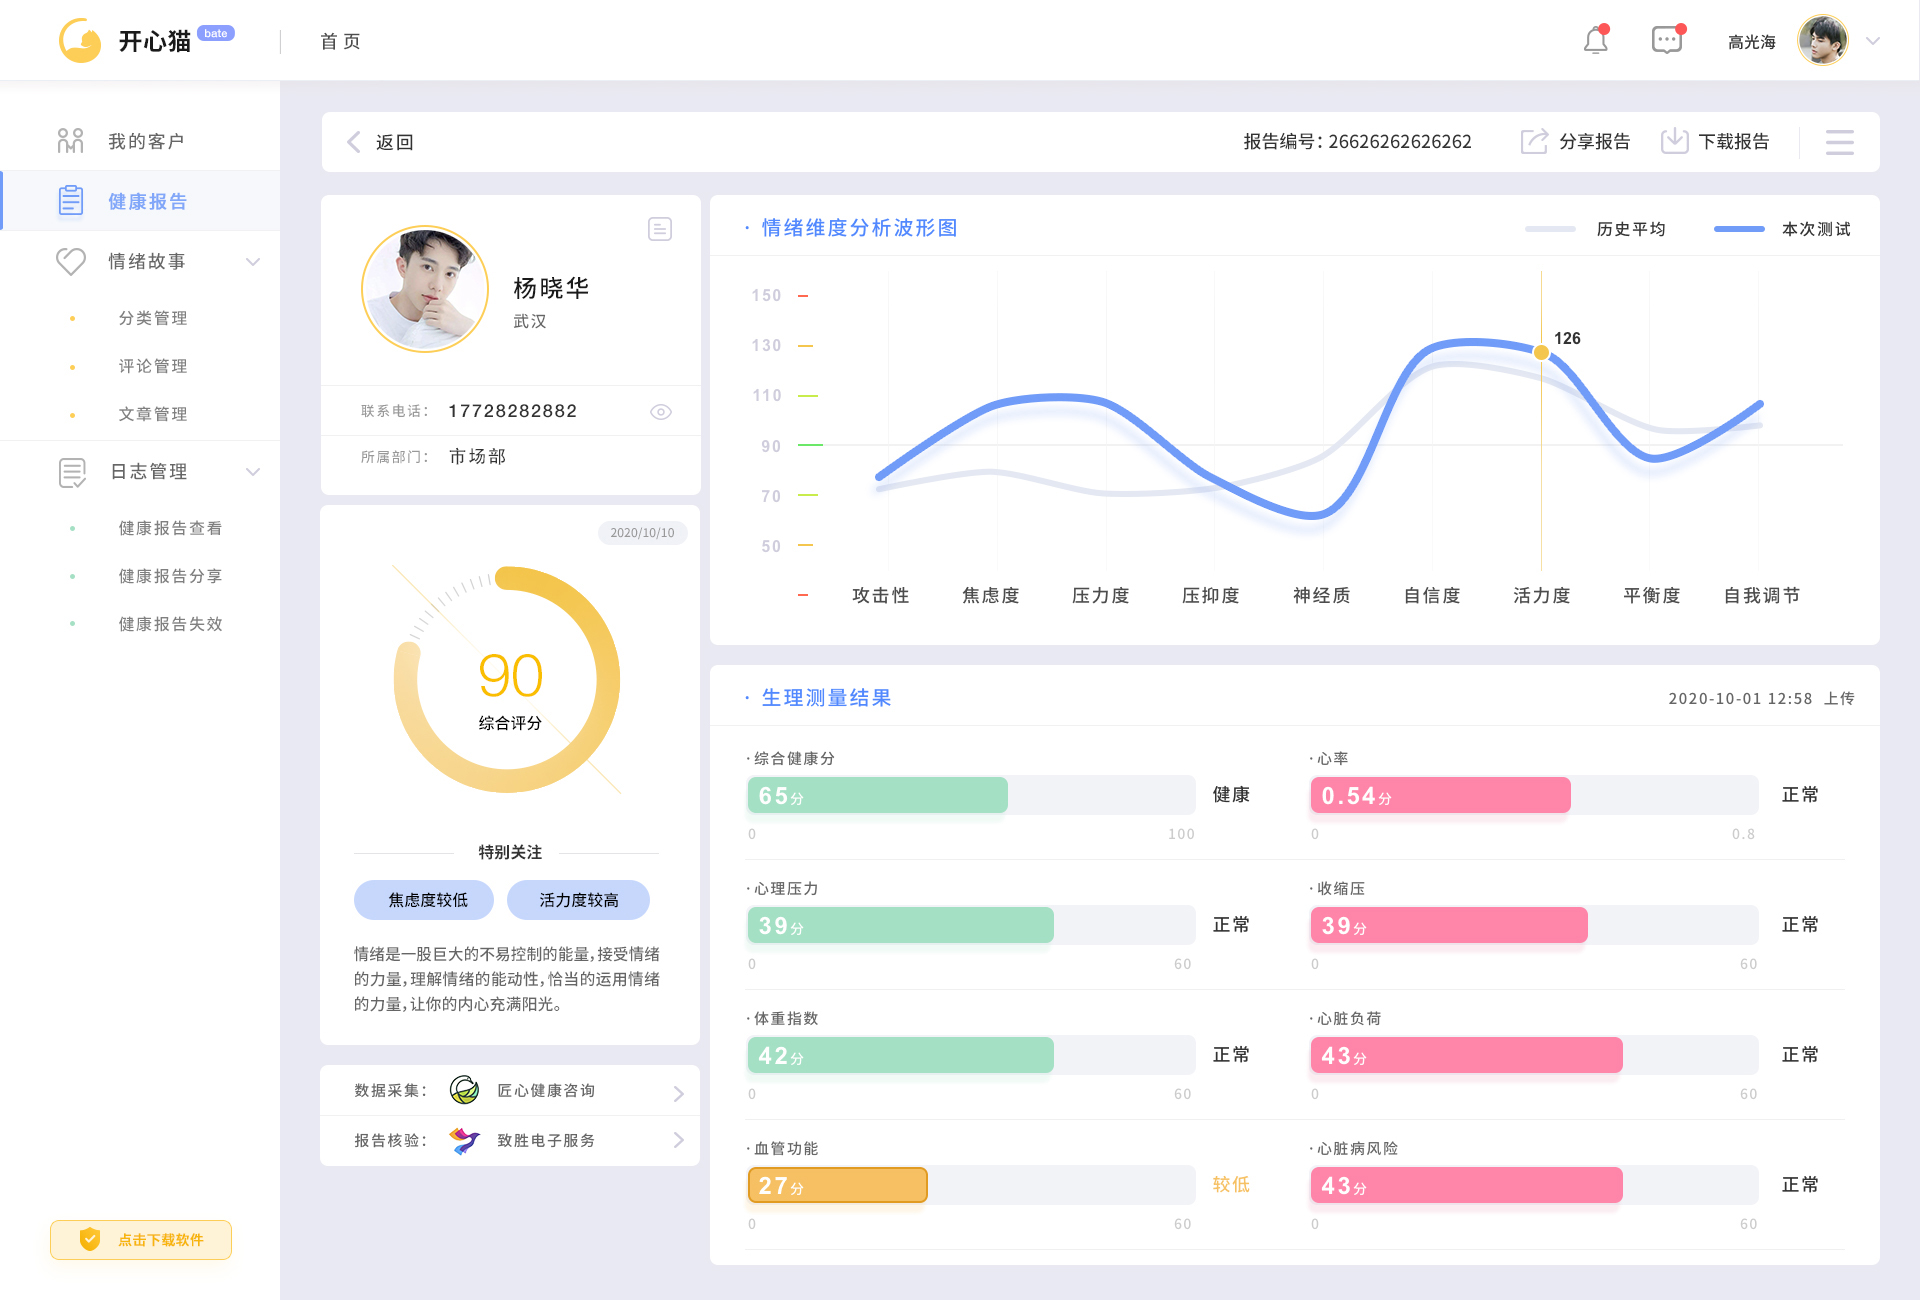 开心猫
bate
首 页
高光海
我的客户
健康报告
情绪故事
分类管理
评论管理
文章管理
日志管理
健康报告查看
健康报告分享
健康报告失效
点击下载软件
返回
报告编号：26626262626262
分享报告
下载报告
杨晓华
武汉
联系电话： 17728282882
所属部门： 市场部
2020/10/10
90
综合评分
特别关注
焦虑度较低
活力度较高
情绪是一股巨大的不易控制的能量，接受情绪
的力量，理解情绪的能动性，恰当的运用情绪
的力量，让你的内心充满阳光。
数据采集： 匠心健康咨询
报告核验： 致胜电子服务
· 情绪维度分析波形图
历史平均
本次测试
150
130
110
90
70
50
126
攻击性 焦虑度 压力度 压抑度 神经质 自信度 活力度 平衡度 自我调节
· 生理测量结果
2020-10-01 12:58 上传
·综合健康分
65分
健康
0 100
·心率
0.54分
正常
0 0.8
·心理压力
39分
正常
0 60
·收缩压
39分
正常
0 60
·体重指数
42分
正常
0 60
·心脏负荷
43分
正常
0 60
·血管功能
27分
较低
0 60
·心脏病风险
43分
正常
0 60